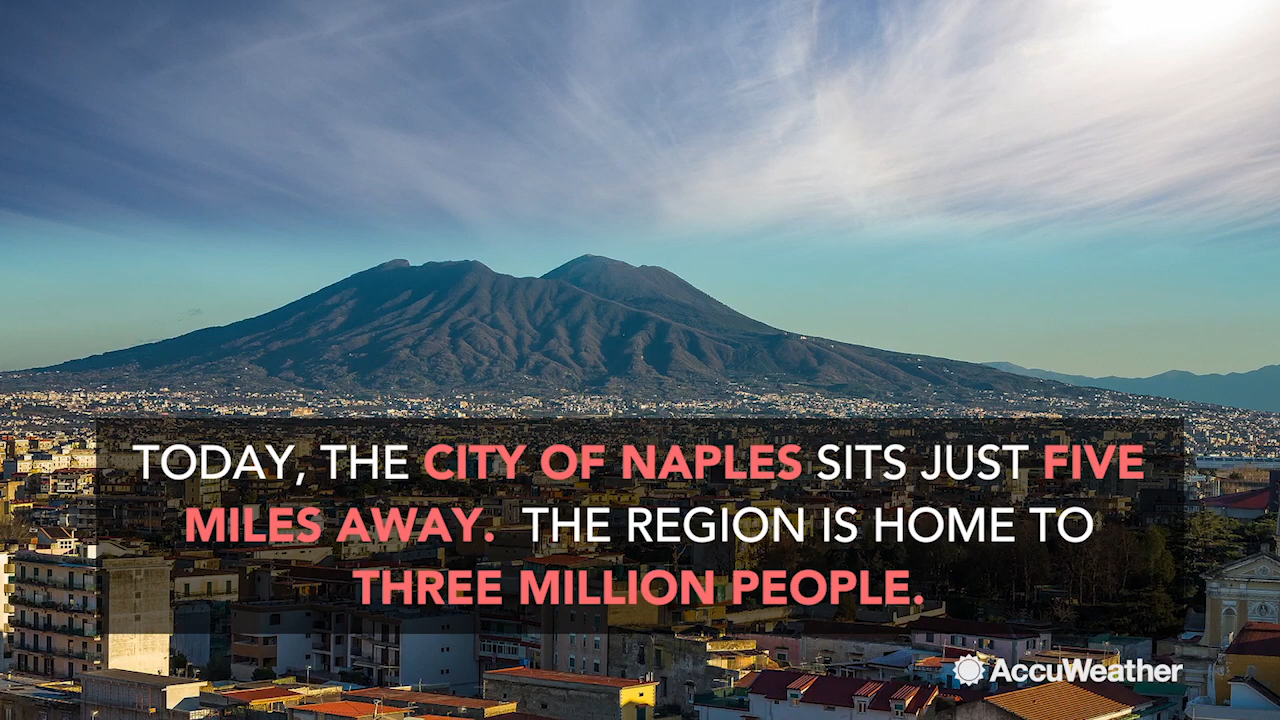 TODAY, THE CITY OF NAPLES SITS JUST FIVE
MILES AWAY. THE REGION IS HOME TO
THREE MILLION PEOPLE.
AccuWeather